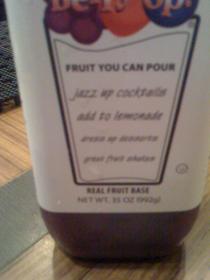 FRUIT YOU CAN POUR
jazz up cocktails
add to lemonade
dress up desserts
great fruit shakes
REAL FRUIT BASE
NET WT. 35 OZ (992g)